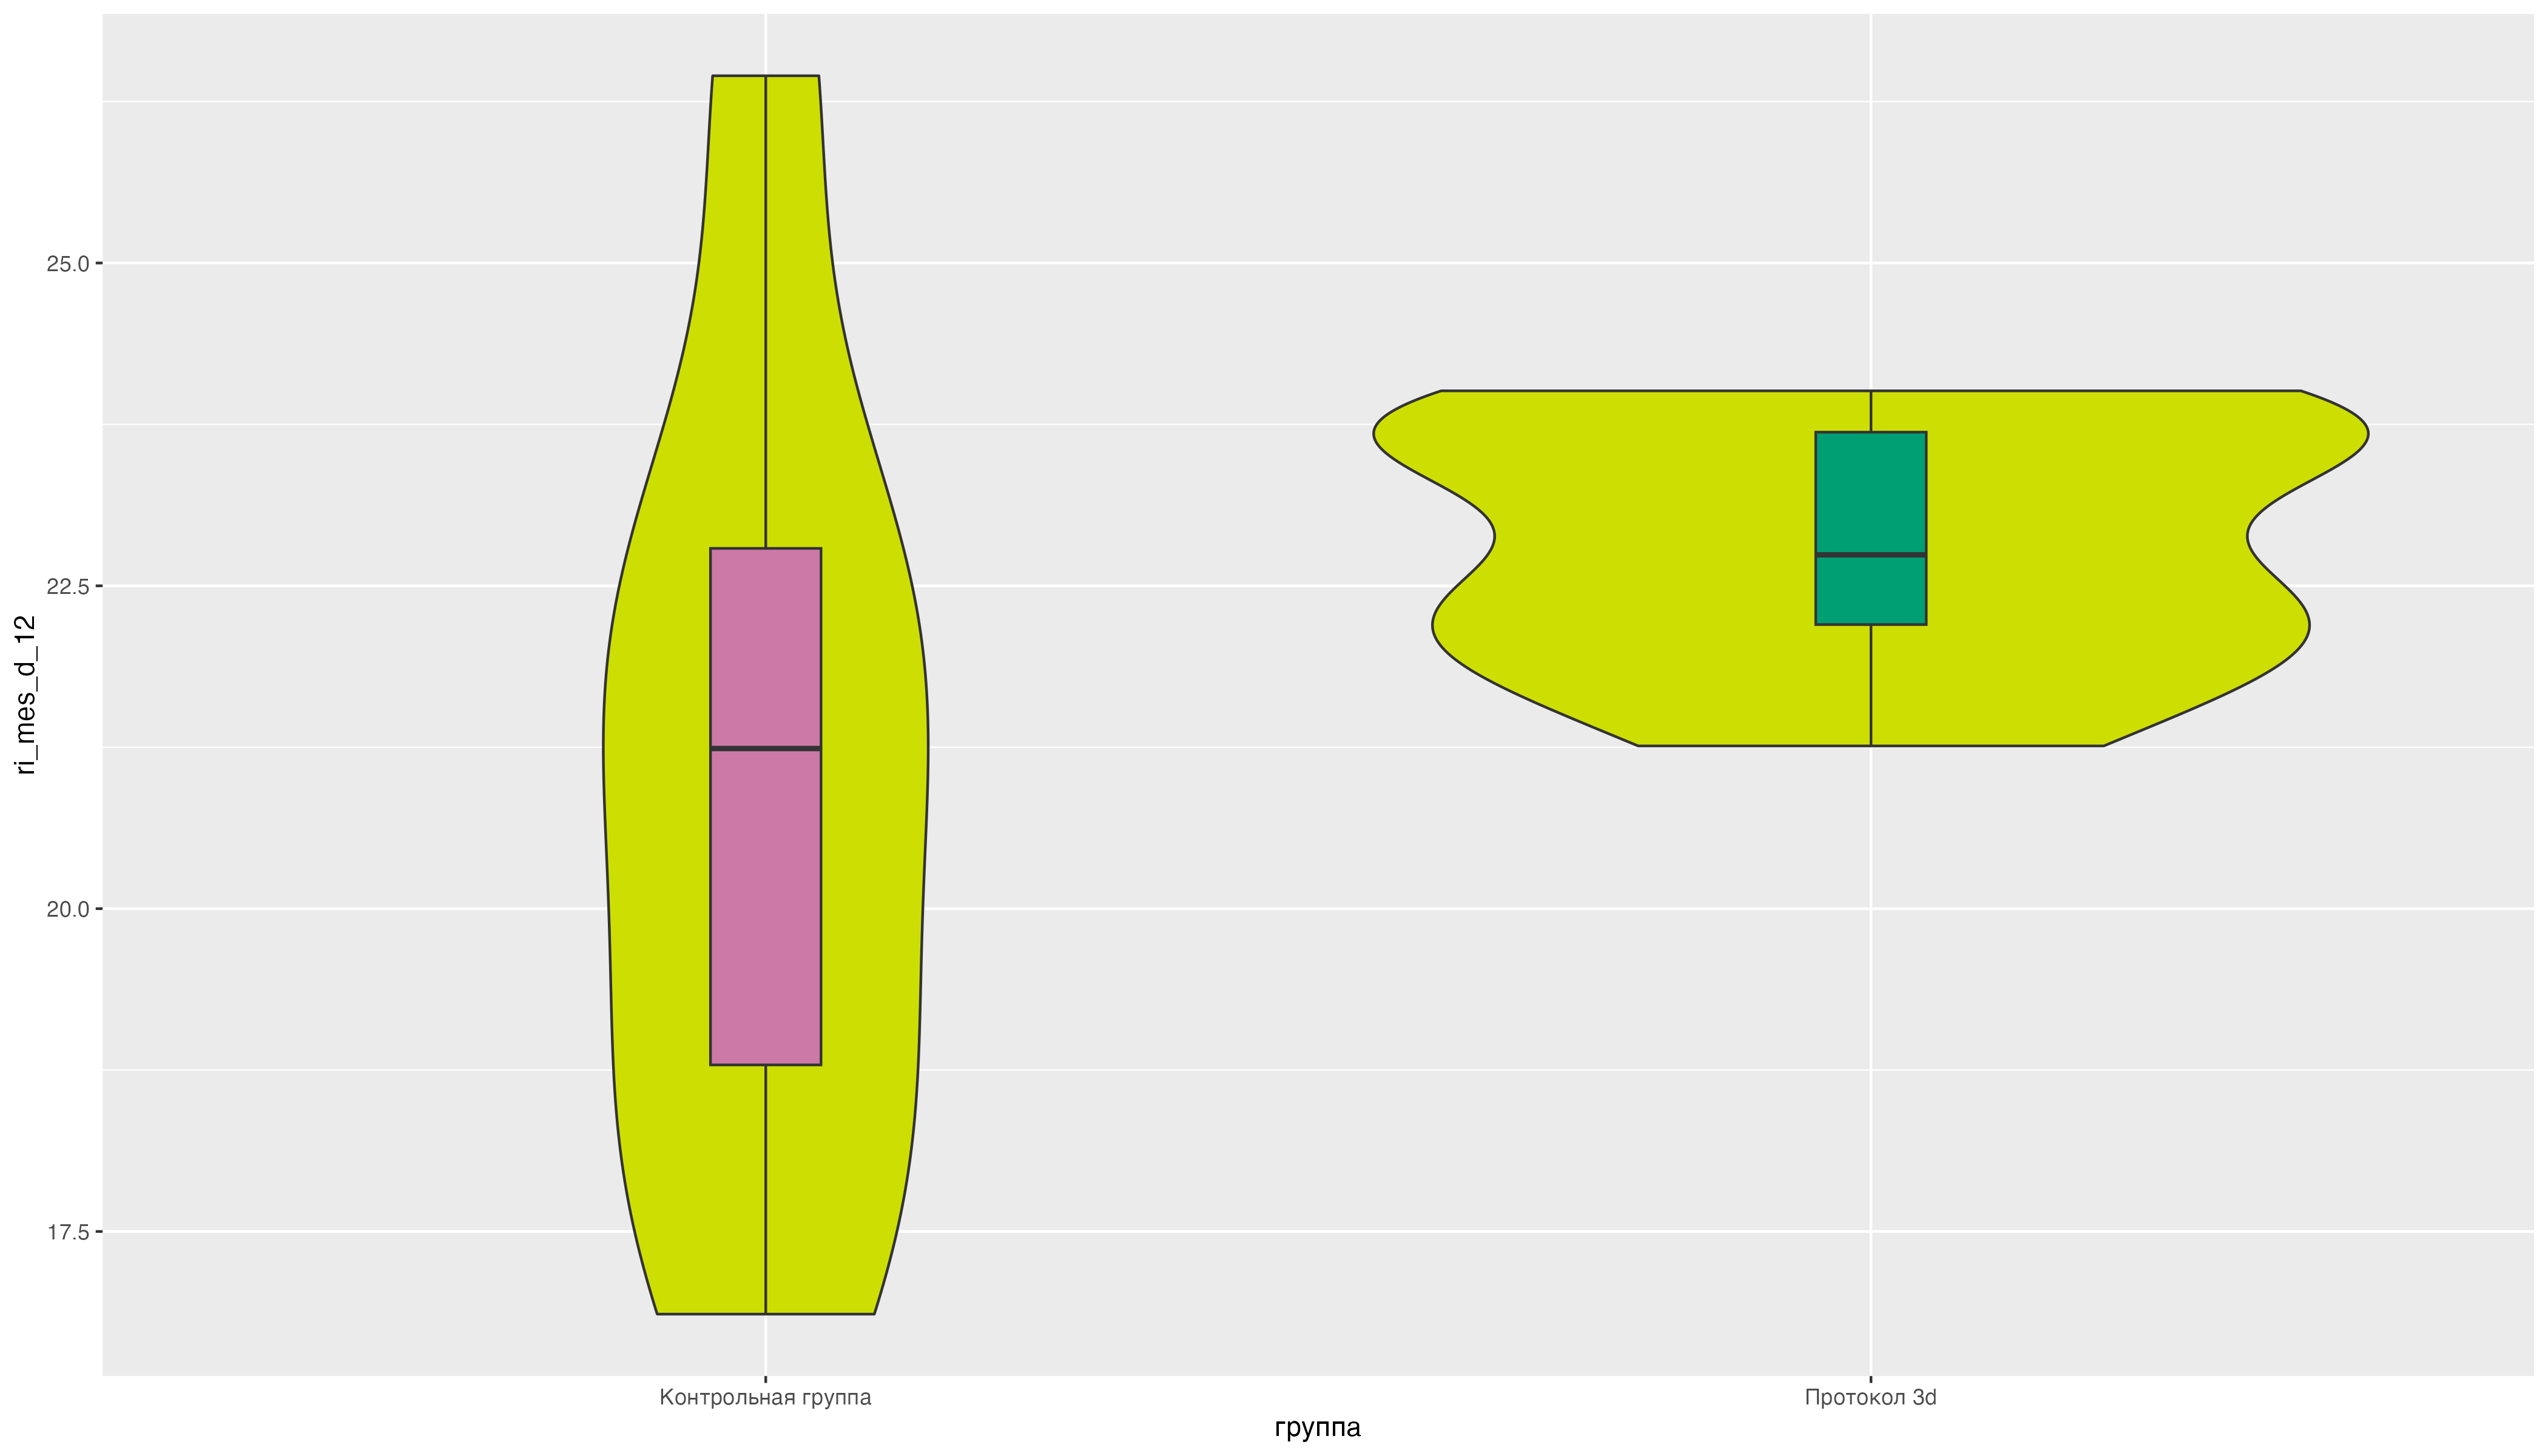 ri_mes_d_12
25.0
22.5
20.0
17.5
Контрольная группа
Протокол 3d
группа